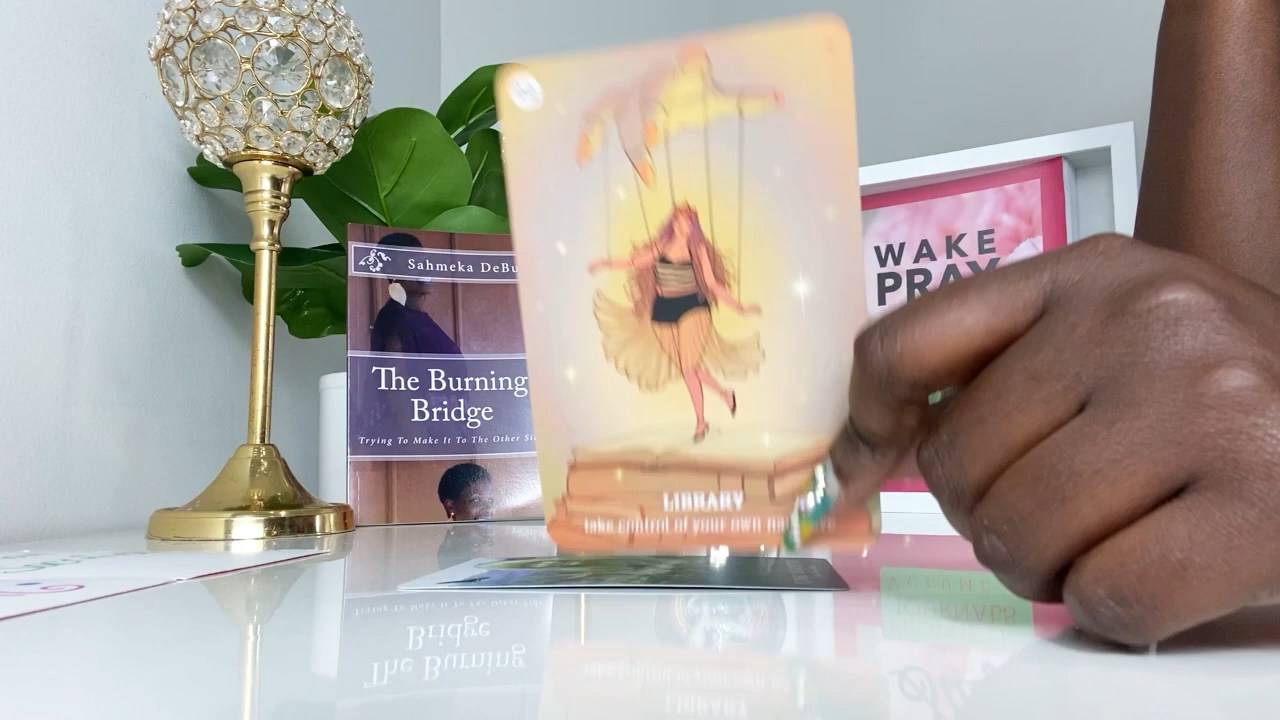 Sahmeka DeBu
The Burning
Bridge
Trying To Make It To The Other Si
WAKE
PRAY
LIBRARY
take control of your own